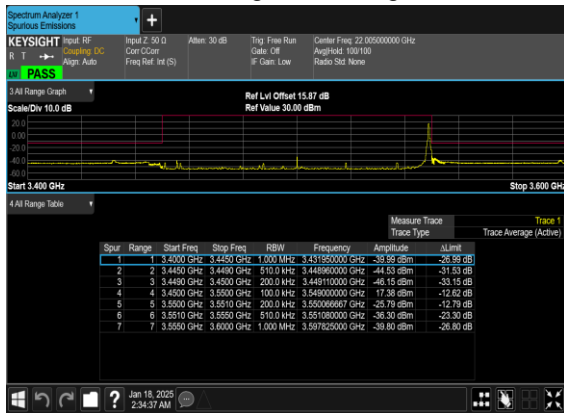 Spectrum Analyzer 1
Spurious Emissions
KEYSIGHT Input: RF Input Z: 50 Ω Atten: 30 dB Trig: Free Run Center Freq: 22.005000000 GHz
R T Coupling: DC Corr CCorr Gate: Off Avg|Hold: 100/100
Align: Auto Freq Ref: Int (S) IF Gain: Low Radio Std: None
PASS
3 All Range Graph
Ref Lvl Offset 15.87 dB
Scale/Div 10.0 dB Ref Value 30.00 dBm
20.0
0.00
-20.0
-40.0
-60.0
Start 3.400 GHz Stop 3.600 GHz
4 All Range Table
Measure Trace Trace 1
Trace Type Trace Average (Active)
Spur Range Start Freq Stop Freq RBW Frequency Amplitude ΔLimit
1 1 3.4000 GHz 3.4450 GHz 1.000 MHz 3.431950000 GHz -39.99 dBm -26.99 dB
2 2 3.4450 GHz 3.4490 GHz 510.0 kHz 3.448960000 GHz -44.53 dBm -31.53 dB
3 3 3.4490 GHz 3.4500 GHz 200.0 kHz 3.449110000 GHz -46.15 dBm -33.15 dB
4 4 3.4500 GHz 3.5500 GHz 100.0 kHz 3.549000000 GHz 17.38 dBm -12.62 dB
5 5 3.5500 GHz 3.5510 GHz 200.0 kHz 3.550066667 GHz -25.79 dBm -12.79 dB
6 6 3.5510 GHz 3.5550 GHz 510.0 kHz 3.551080000 GHz -36.30 dBm -23.30 dB
7 7 3.5550 GHz 3.6000 GHz 1.000 MHz 3.597825000 GHz -39.80 dBm -26.80 dB
? Jan 18, 2025
2:34:37 AM